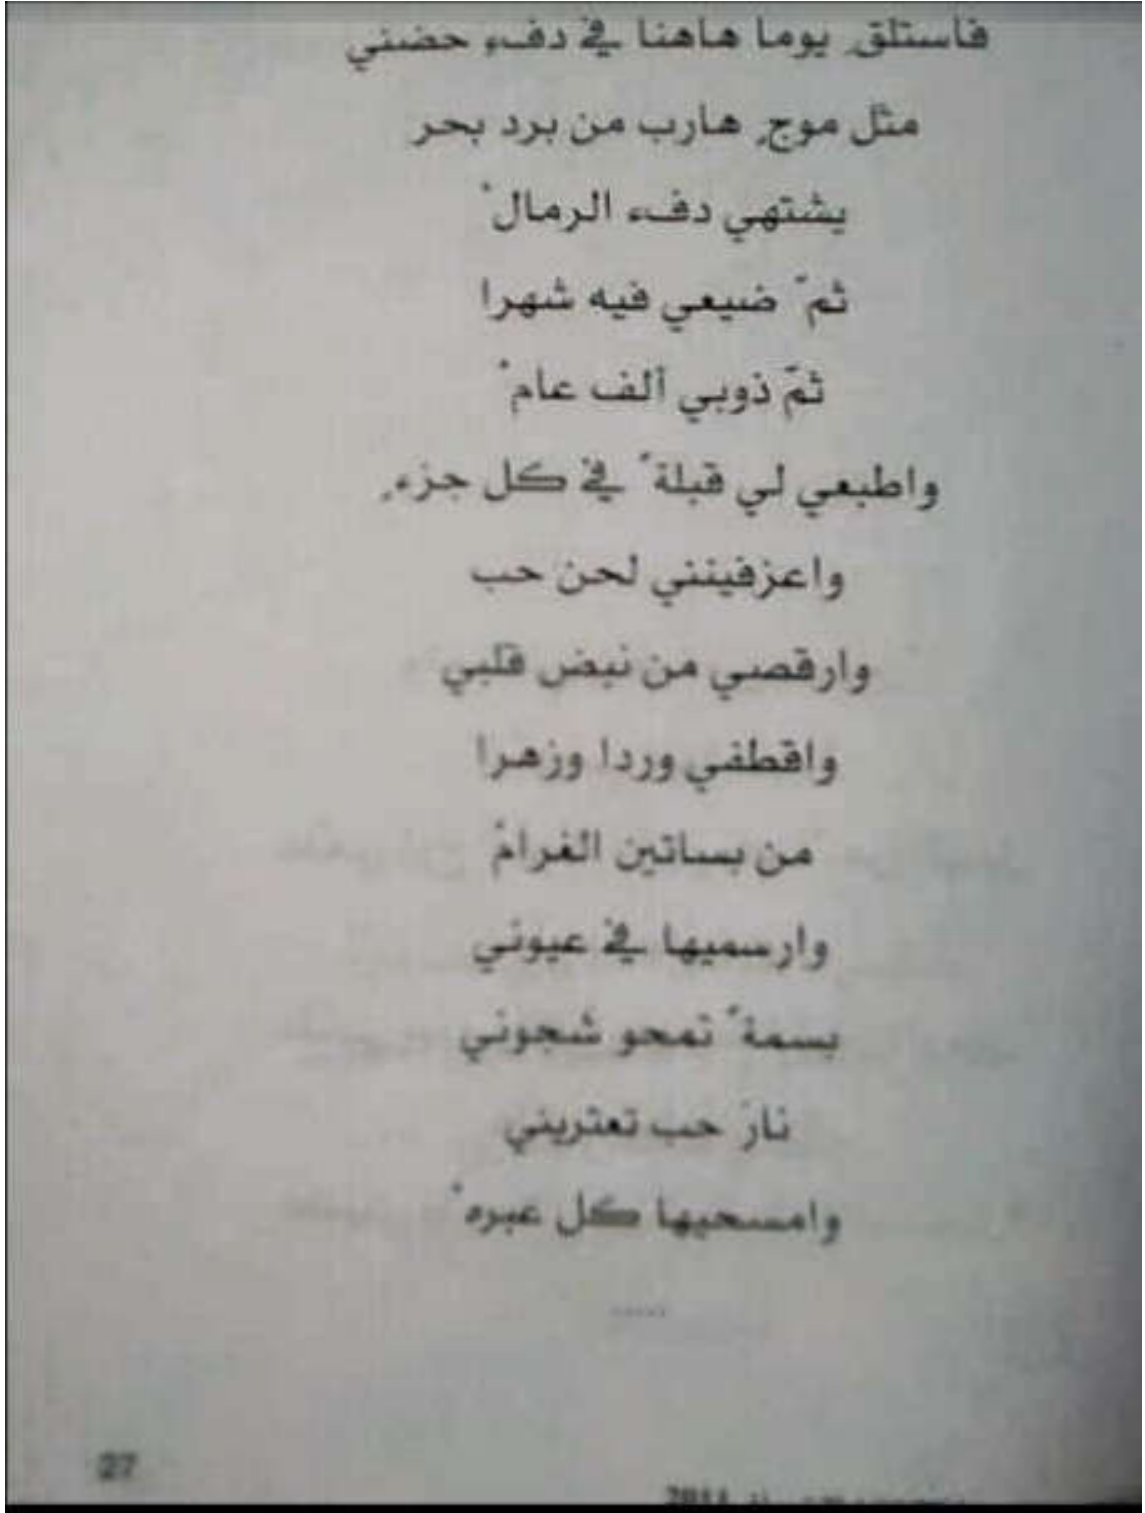 فاستلقِ يوما هاهنا في دفء حضني
مثل موجٍ هارب من برد بحر
يشتهي دفء الرمالْ
ثمّ ضيعي فيه شهرا
ثمّ ذوبي ألف عامْ
واطبعي لي قبلةً في كل جزءٍ
واعزفينني لحن حب
وارقصي من نبض قلبي
واقطفي وردا وزهرا
من بساتين الغرامْ
وارسميها في عيوني
بسمةً تمحو شجوني
نارَ حب تعتريني
وامسحيها كل عبرهْ
.....
27
2011